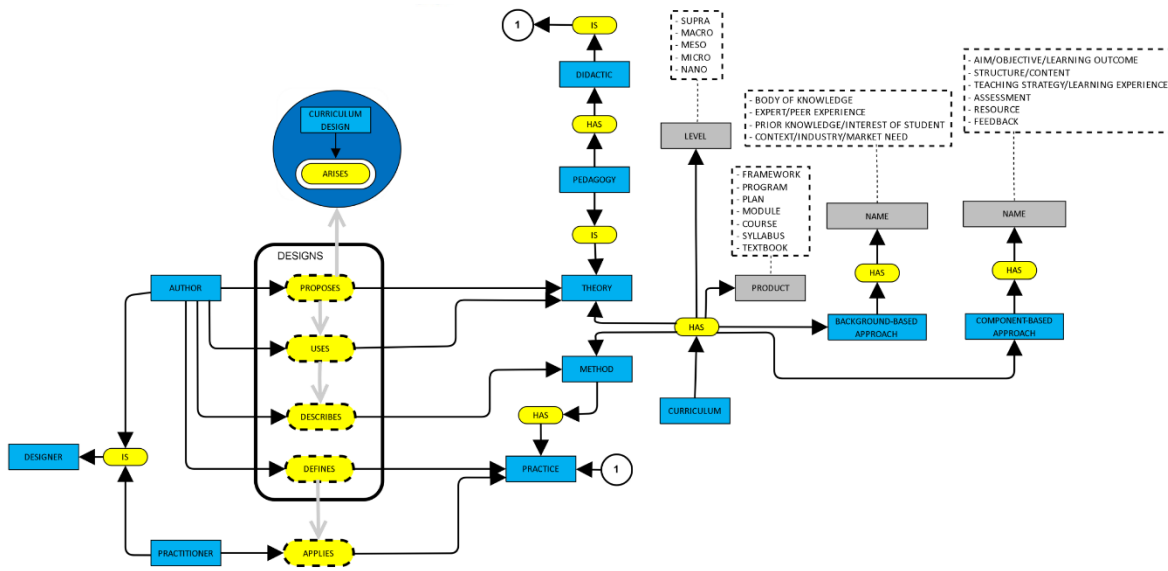 1
IS
DIDACTIC
HAS
PEDAGOGY
IS
- SUPRA
- MACRO
- MESO
- MICRO
- NANO
LEVEL
- BODY OF KNOWLEDGE
- EXPERT/PEER EXPERIENCE
- PRIOR KNOWLEDGE/INTEREST OF STUDENT
- CONTEXT/INDUSTRY/MARKET NEED
- AIM/OBJECTIVE/LEARNING OUTCOME
- STRUCTURE/CONTENT
- TEACHING STRATEGY/LEARNING EXPERIENCE
- ASSESSMENT
- RESOURCE
- FEEDBACK
- FRAMEWORK
- PROGRAM
- PLAN
- MODULE
- COURSE
- SYLLABUS
- TEXTBOOK
NAME
NAME
HAS
HAS
CURRICULUM
DESIGN
ARISES
DESIGNS
AUTHOR
PROPOSES
THEORY
PRODUCT
HAS
BACKGROUND-BASED
APPROACH
COMPONENT-BASED
APPROACH
USES
METHOD
DESCRIBES
HAS
CURRICULUM
DESIGNER
IS
DEFINES
PRACTICE
1
PRACTITIONER
APPLIES